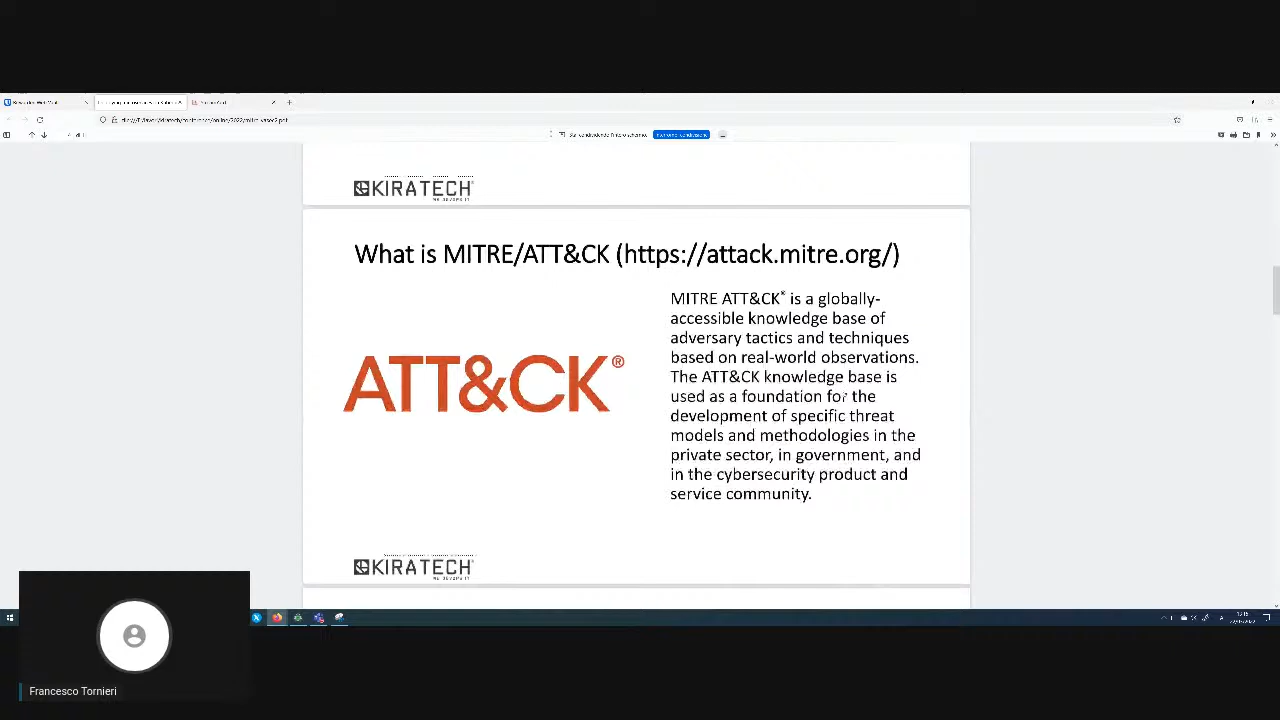 KIRATECH
What is MITRE/ATT&CK (https://attack.mitre.org/)
MITRE ATT&CK® is a globally-
accessible knowledge base of
adversary tactics and techniques
based on real-world observations.
The ATT&CK knowledge base is
used as a foundation for the
development of specific threat
models and methodologies in the
private sector, in government, and
in the cybersecurity product and
service community.
ATT&CK®
KIRATECH
Francesco Tornieri